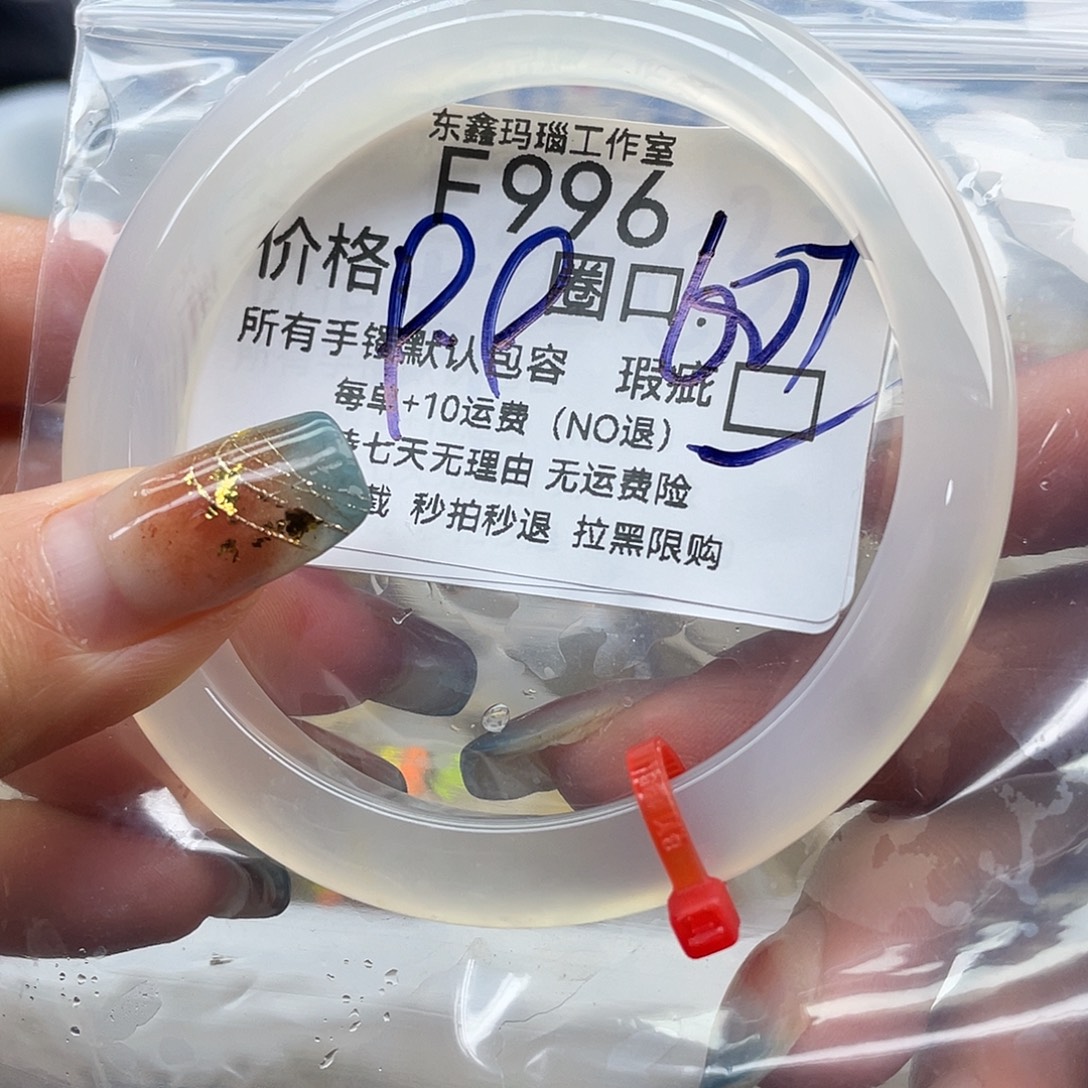 东鑫玛瑙工作室
F996
价格 P.P 圈口:
所有手镯默认包容 瑕疵
每单+10运费 (NO退)
七天无理由 无运费险
截 秒拍秒退 拉黑限购